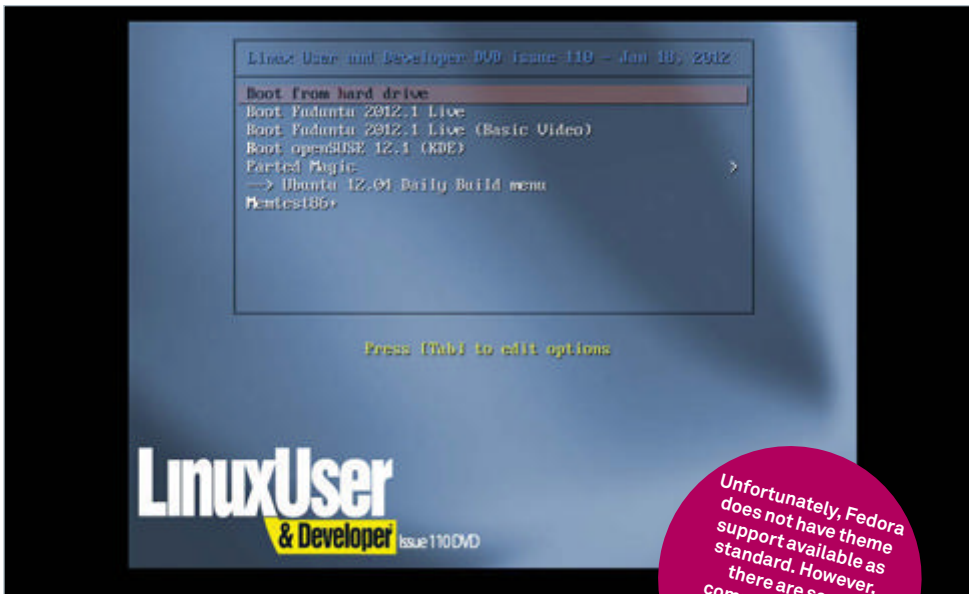 Linux User and Developer DVD issue 110 - Jan 18, 2012
Boot from hard drive
Boot Fuduntu 2012.1 Live
Boot Fuduntu 2012.1 Live (Basic Video)
Boot openSUSE 12.1 (KDE)
Parted Magic >
--> Ubuntu 12.04 Daily Build menu
Memtest86+
Press [Tab] to edit options
LinuxUser
& Developer Issue 110 DVD
Unfortunately, Fedora
does not have theme
support available as
standard. However,
there are